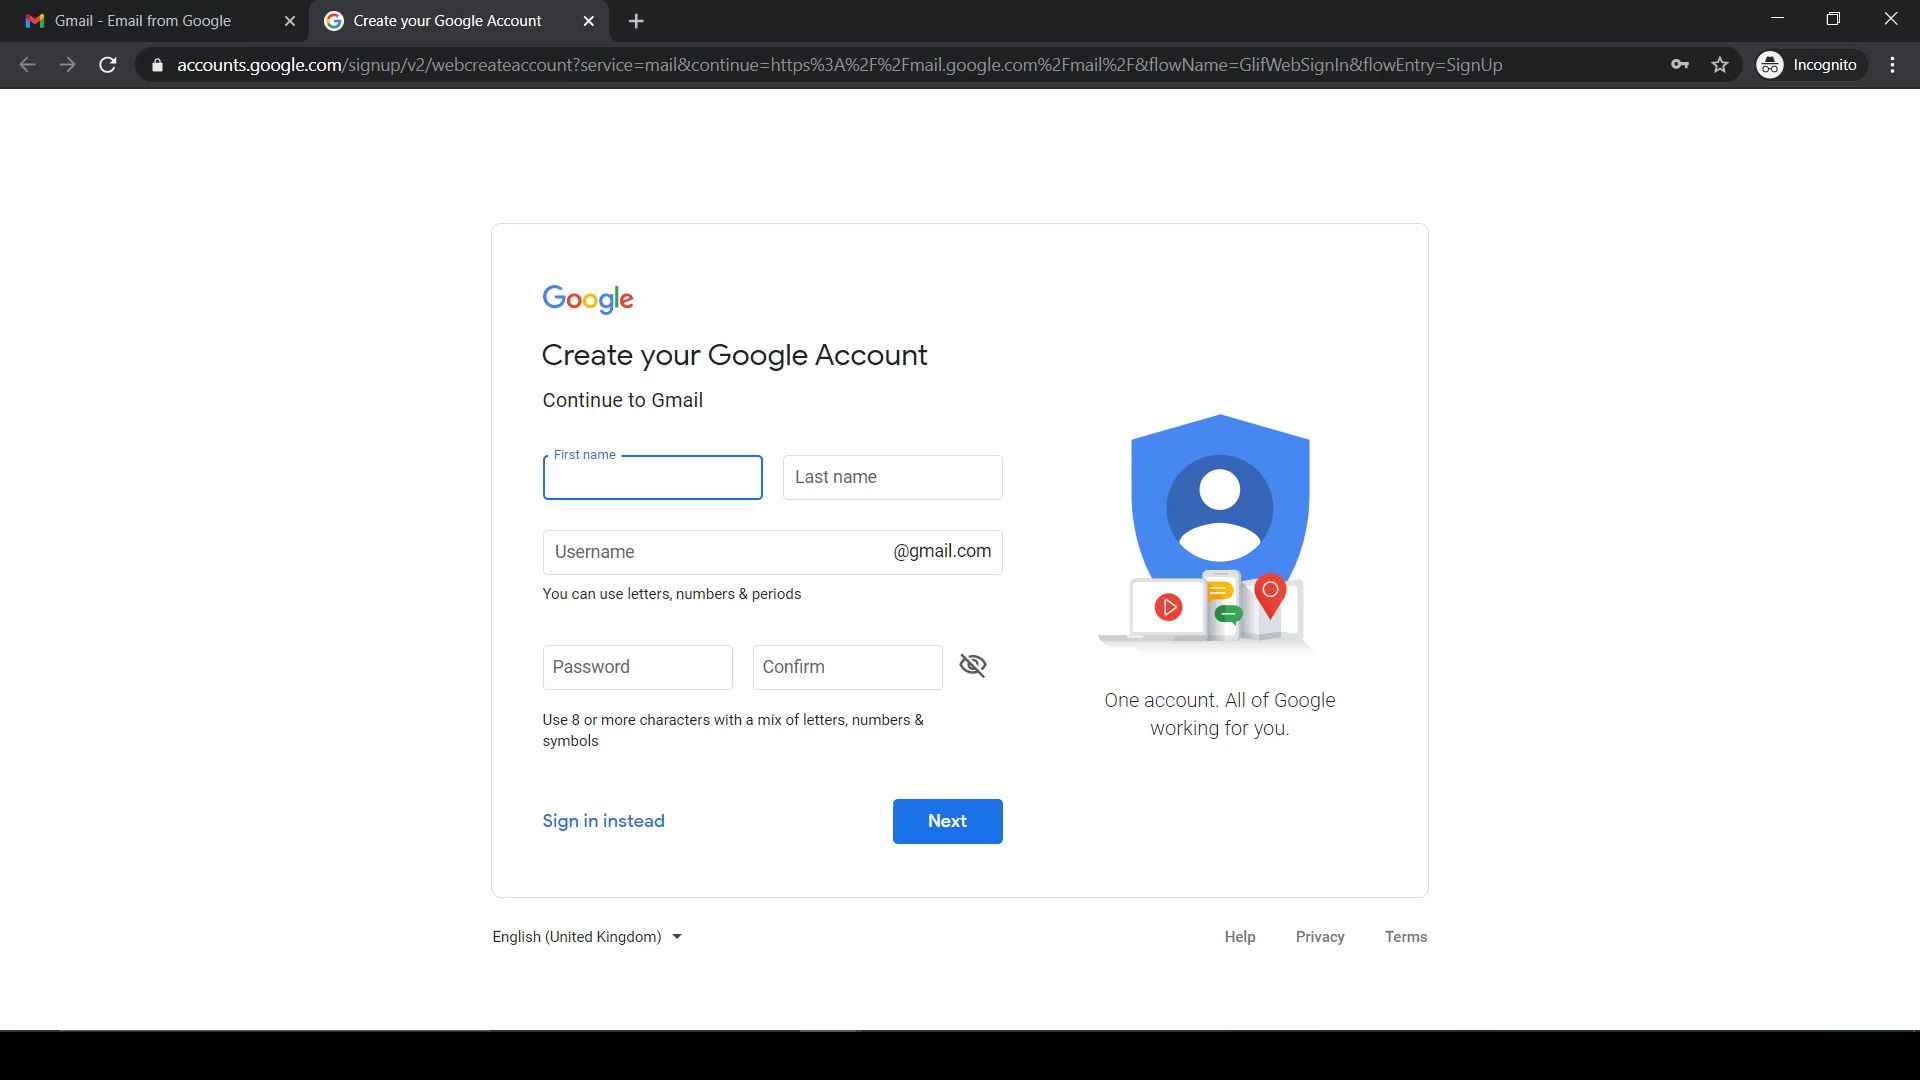 Gmail - Email from Google
Create your Google Account
accounts.google.com/signup/v2/webcreateaccount?service=mail&continue=https%3A%2F%2Fmail.google.com%2Fmail%2F&flowName=GlifWebSignIn&flowEntry=SignUp
Incognito
Google
Create your Google Account
Continue to Gmail
First name
Last name
Username
@gmail.com
You can use letters, numbers & periods
Password
Confirm
Use 8 or more characters with a mix of letters, numbers &
symbols
Sign in instead
Next
One account. All of Google
working for you.
English (United Kingdom)
Help
Privacy
Terms